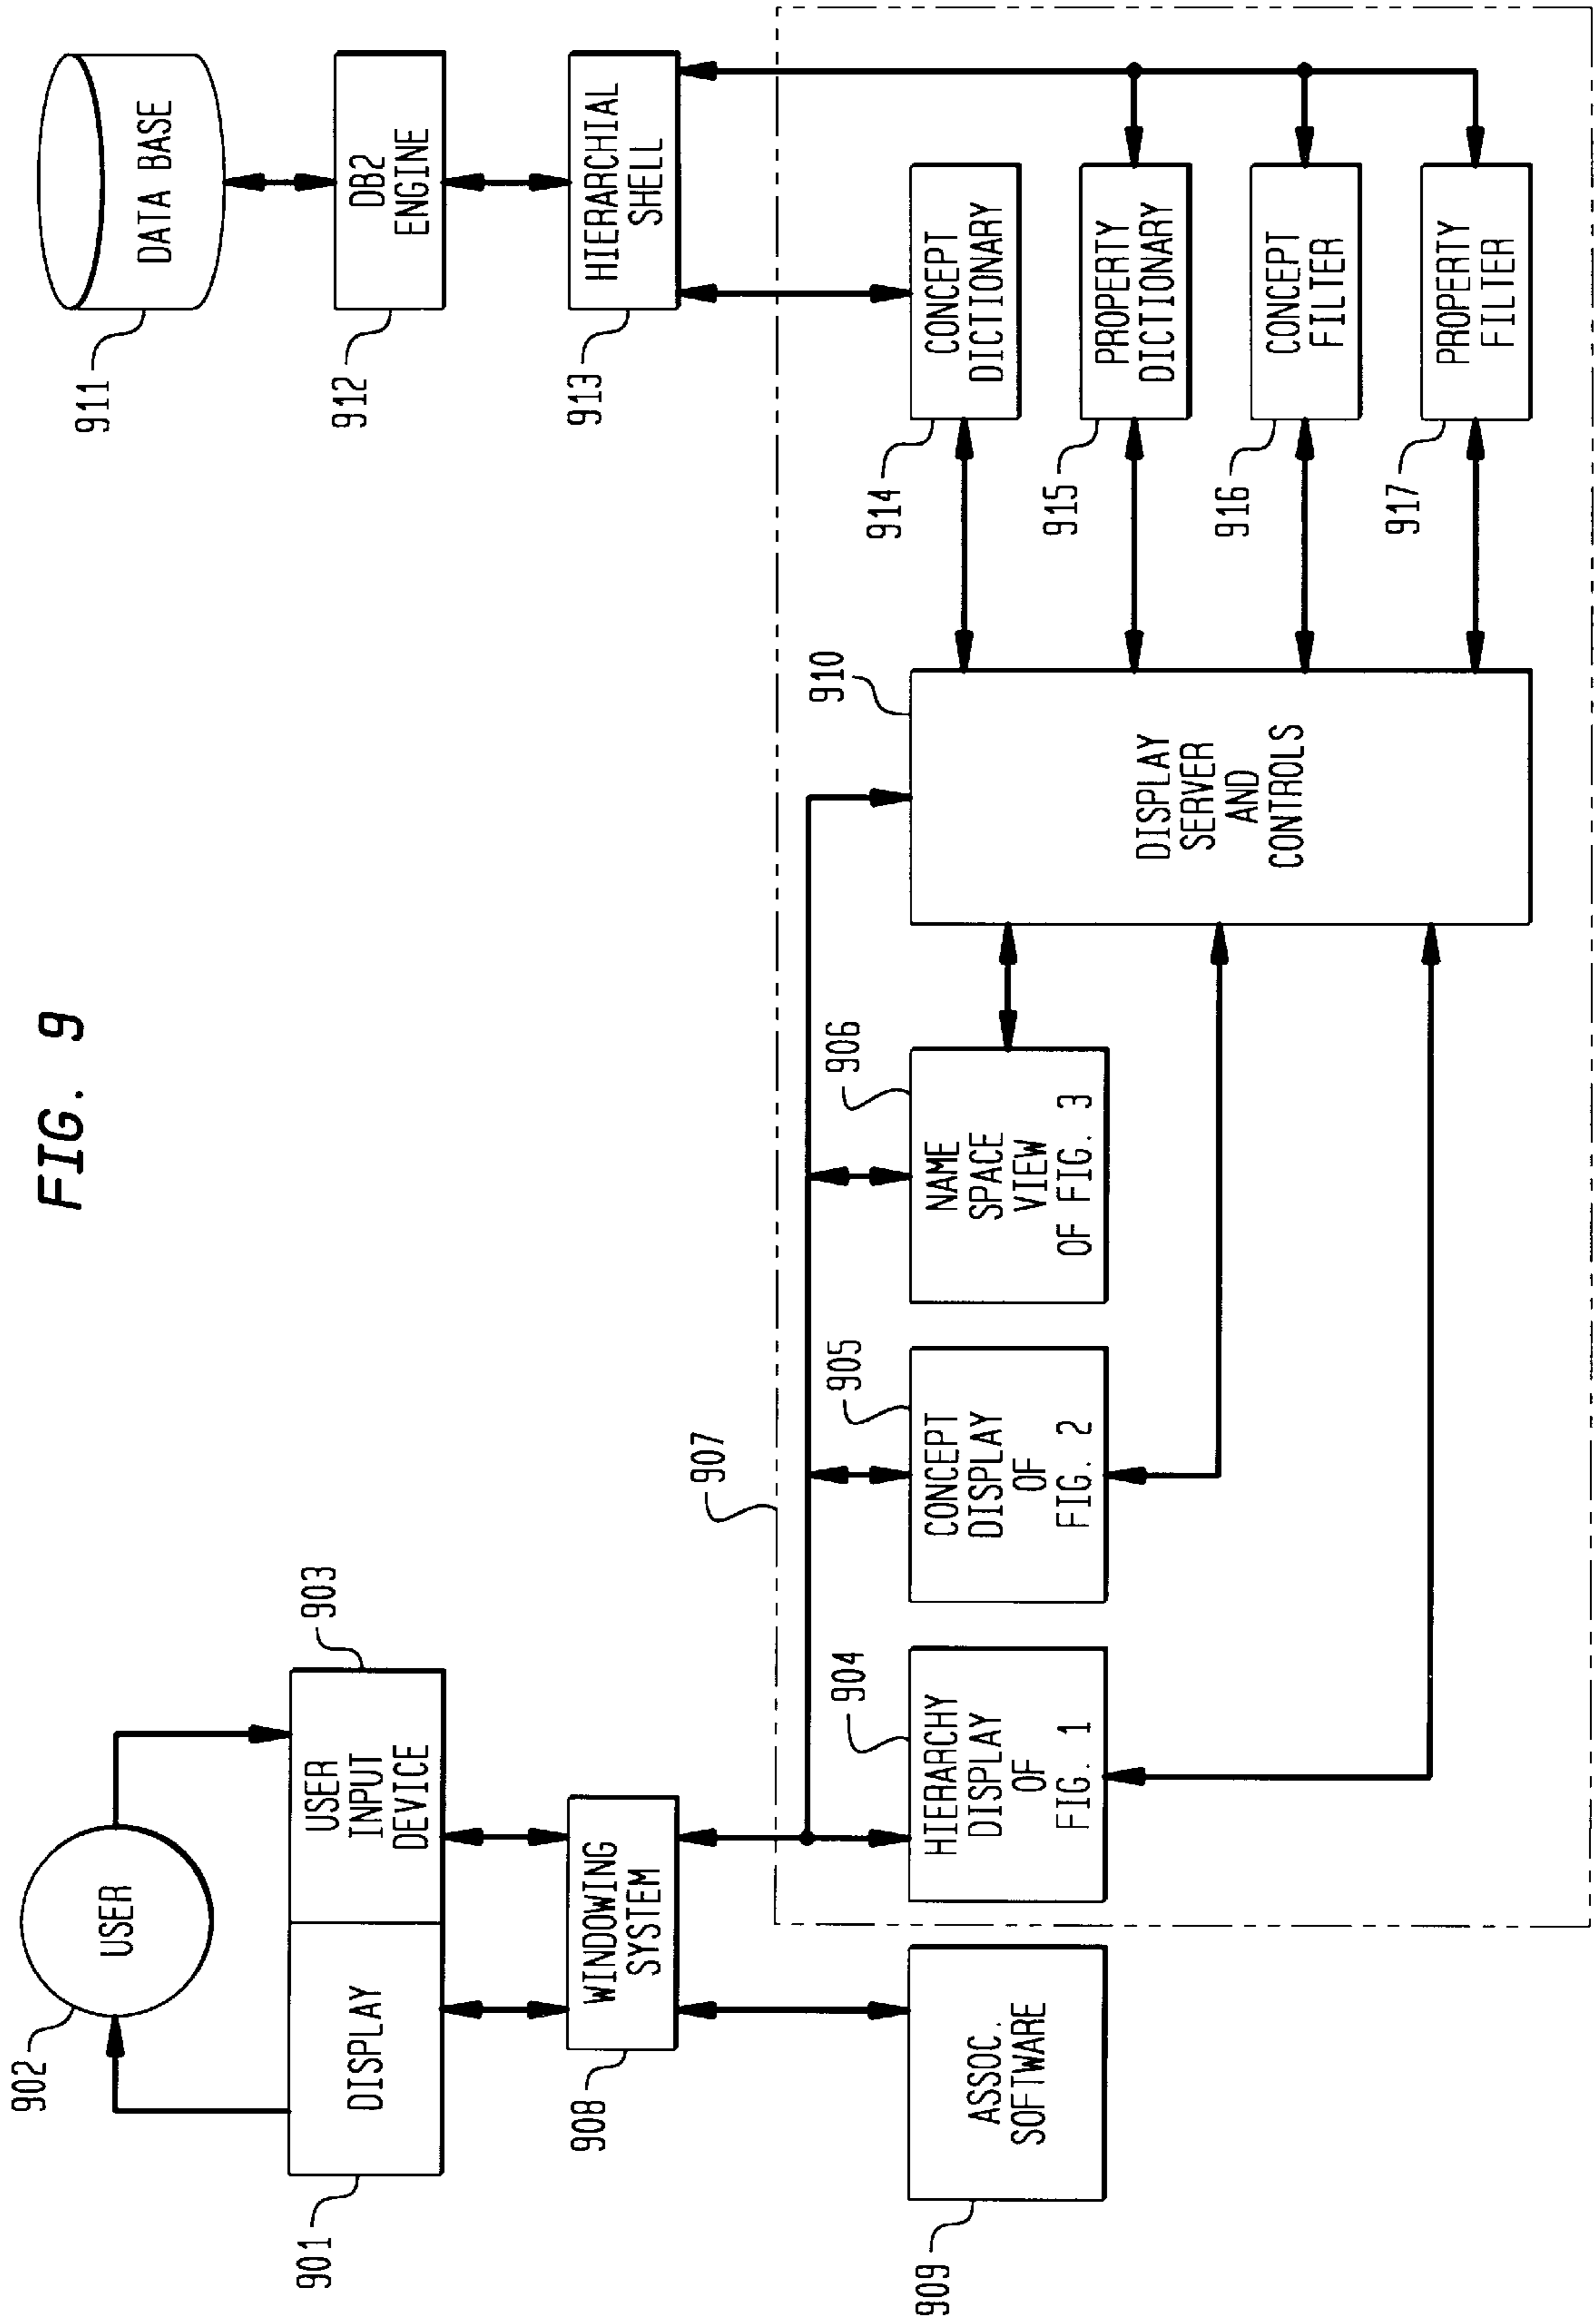 FIG. 9
902
USER
901
DISPLAY
USER
INPUT
DEVICE
903
908
WINDOWING
SYSTEM
909
ASSOC.
SOFTWARE
907
904
HIERARCHY
DISPLAY
OF
FIG. 1
905
CONCEPT
DISPLAY
OF
FIG. 2
906
NAME
SPACE
VIEW
OF FIG. 3
910
DISPLAY
SERVER
AND
CONTROLS
911
DATA BASE
912
DB2
ENGINE
913
HIERARCHIAL
SHELL
914
CONCEPT
DICTIONARY
915
PROPERTY
DICTIONARY
916
CONCEPT
FILTER
917
PROPERTY
FILTER